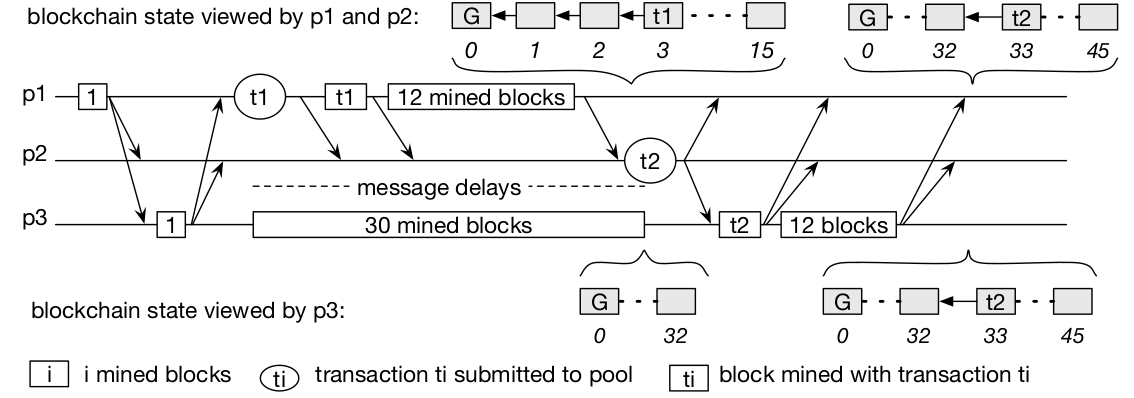 blockchain state viewed by p1 and p2:
G t1
0 1 2 3 15
G t2
0 32 33 45
p1 1 t1 t1 12 mined blocks
p2 t2
message delays
p3 1 30 mined blocks t2 12 blocks
blockchain state viewed by p3:
G
0 32
G t2
0 32 33 45
i i mined blocks
ti transaction ti submitted to pool
ti block mined with transaction ti